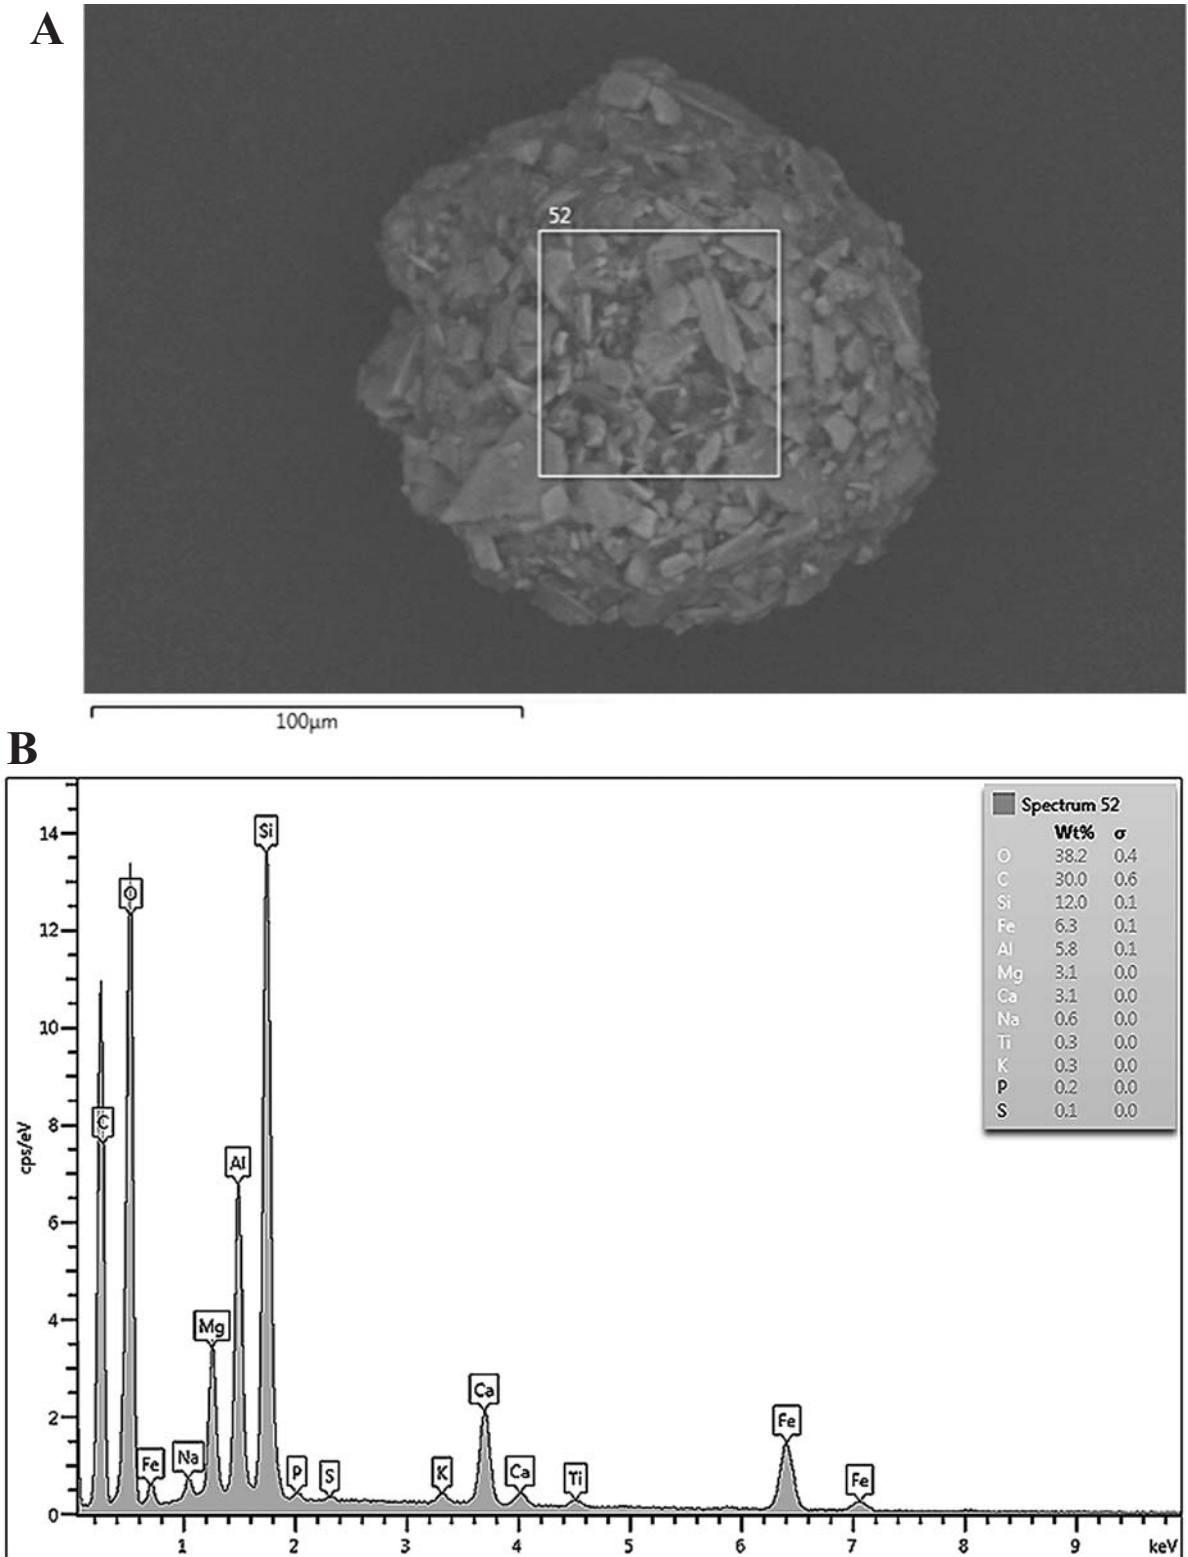 A
52
100µm
B
cps/eV
14
12
10
8
6
4
2
0
C
O
Fe
Na
Mg
Al
Si
P
S
K
Ca
Ca
Ti
Fe
Fe
1 2 3 4 5 6 7 8 9 keV
Spectrum 52
Wt% σ
O 38.2 0.4
C 30.0 0.6
Si 12.0 0.1
Fe 6.3 0.1
Al 5.8 0.1
Mg 3.1 0.0
Ca 3.1 0.0
Na 0.6 0.0
Ti 0.3 0.0
K 0.3 0.0
P 0.2 0.0
S 0.1 0.0